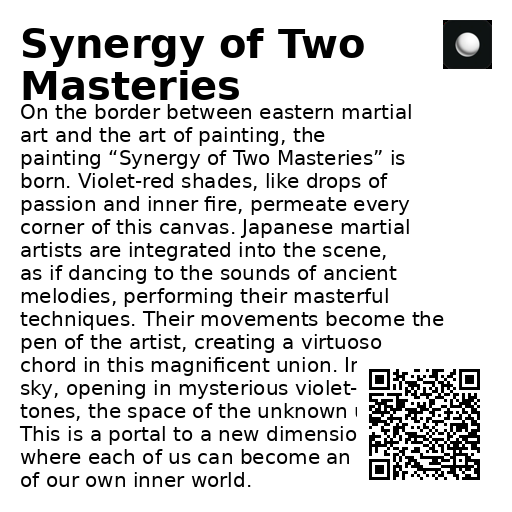 Synergy of Two
Masteries
On the border between eastern martial
art and the art of painting, the
painting “Synergy of Two Masteries” is
born. Violet-red shades, like drops of
passion and inner fire, permeate every
corner of this canvas. Japanese martial
artists are integrated into the scene,
as if dancing to the sounds of ancient
melodies, performing their masterful
techniques. Their movements become the
pen of the artist, creating a virtuoso
chord in this magnificent union.
sky, opening in mysterious violet-
tones, the space of the unknown
This is a portal to a new
where each of us can become an
of our own inner world.